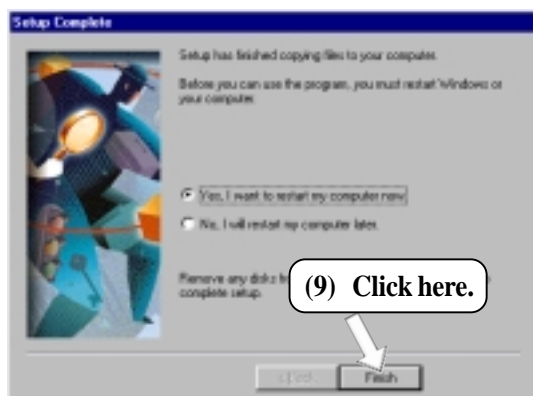 Setup Complete
Setup has finished copying files to your computer.
Before you can use the program, you must restart Windows or
your computer.
Yes, I want to restart my computer now.
No, I will restart my computer later.
Remove any disks
complete setup.
(9) Click here.
< Back
Finish